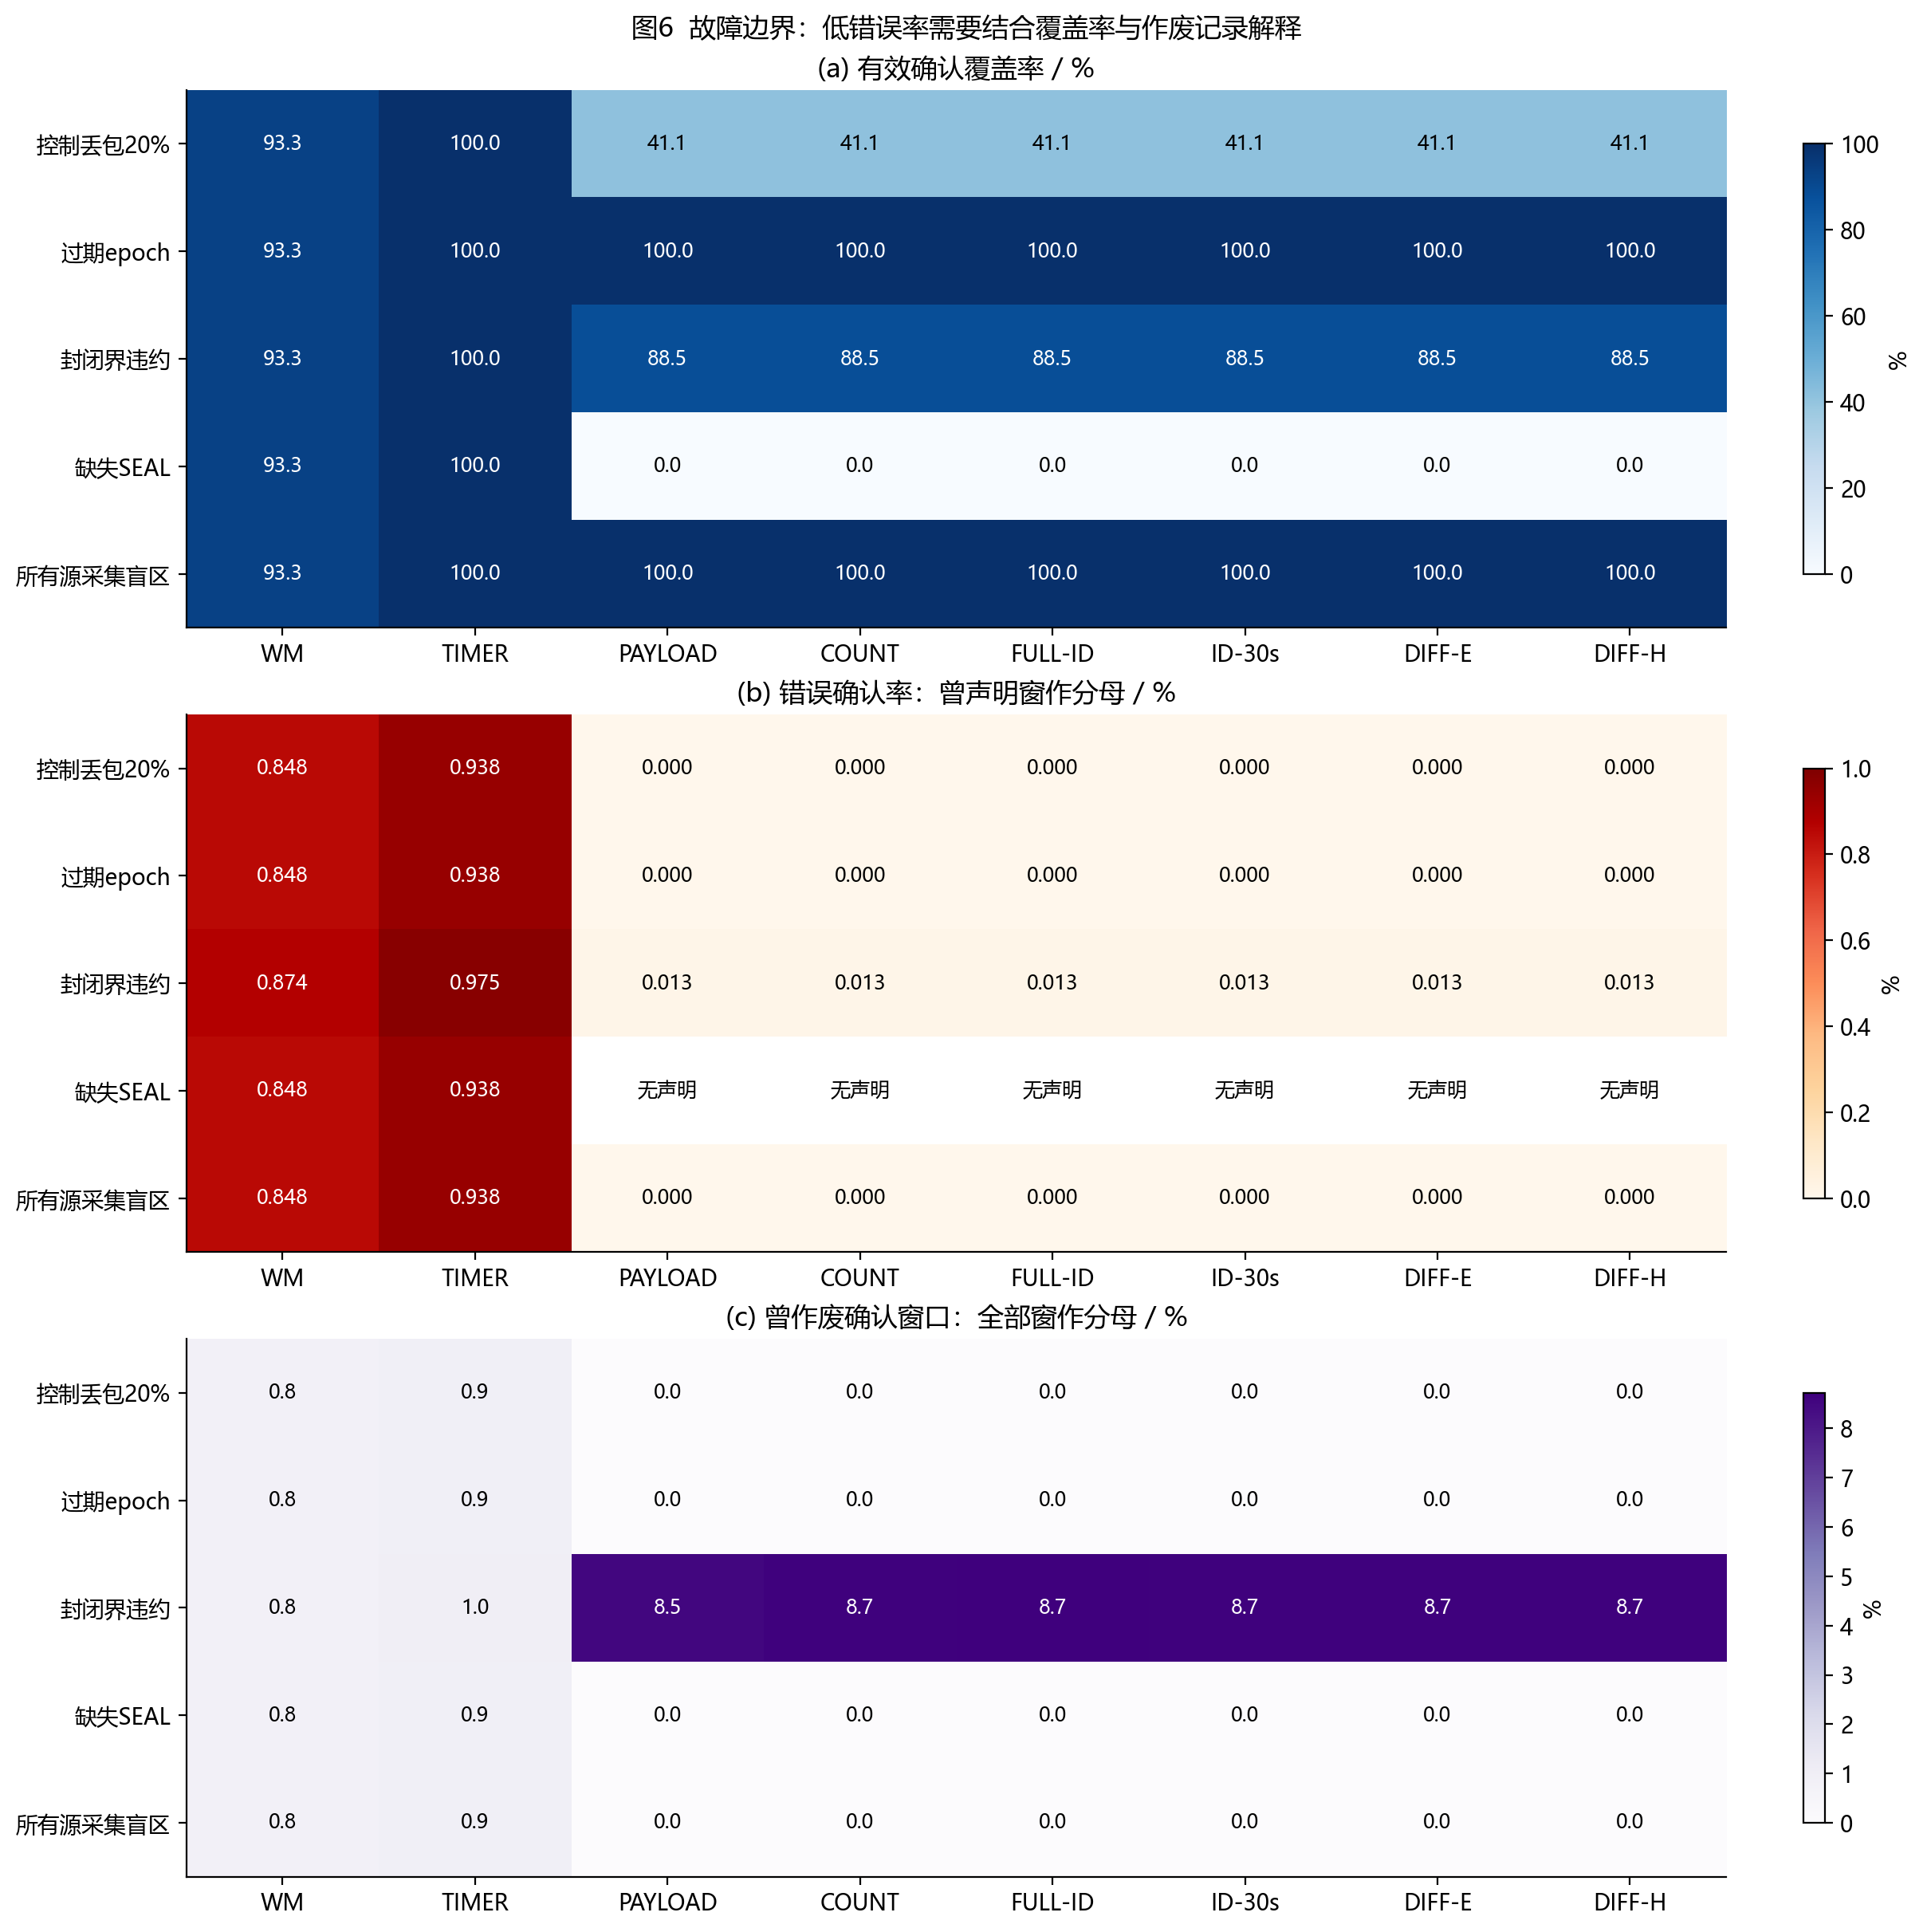 图6  故障边界：低错误率需要结合覆盖率与作废记录解释
(a) 有效确认覆盖率 / %
控制丢包20% 93.3 100.0 41.1 41.1 41.1 41.1 41.1 41.1
过期epoch 93.3 100.0 100.0 100.0 100.0 100.0 100.0 100.0
封闭界违约 93.3 100.0 88.5 88.5 88.5 88.5 88.5 88.5
缺失SEAL 93.3 100.0 0.0 0.0 0.0 0.0 0.0 0.0
所有源采集盲区 93.3 100.0 100.0 100.0 100.0 100.0 100.0 100.0
WM TIMER PAYLOAD COUNT FULL-ID ID-30s DIFF-E DIFF-H
100
80
60
40
20
0
%
(b) 错误确认率：曾声明窗作分母 / %
控制丢包20% 0.848 0.938 0.000 0.000 0.000 0.000 0.000 0.000
过期epoch 0.848 0.938 0.000 0.000 0.000 0.000 0.000 0.000
封闭界违约 0.874 0.975 0.013 0.013 0.013 0.013 0.013 0.013
缺失SEAL 0.848 0.938 无声明 无声明 无声明 无声明 无声明 无声明
所有源采集盲区 0.848 0.938 0.000 0.000 0.000 0.000 0.000 0.000
WM TIMER PAYLOAD COUNT FULL-ID ID-30s DIFF-E DIFF-H
1.0
0.8
0.6
0.4
0.2
0.0
%
(c) 曾作废确认窗口：全部窗作分母 / %
控制丢包20% 0.8 0.9 0.0 0.0 0.0 0.0 0.0 0.0
过期epoch 0.8 0.9 0.0 0.0 0.0 0.0 0.0 0.0
封闭界违约 0.8 1.0 8.5 8.7 8.7 8.7 8.7 8.7
缺失SEAL 0.8 0.9 0.0 0.0 0.0 0.0 0.0 0.0
所有源采集盲区 0.8 0.9 0.0 0.0 0.0 0.0 0.0 0.0
WM TIMER PAYLOAD COUNT FULL-ID ID-30s DIFF-E DIFF-H
8
7
6
5
4
3
2
1
0
%